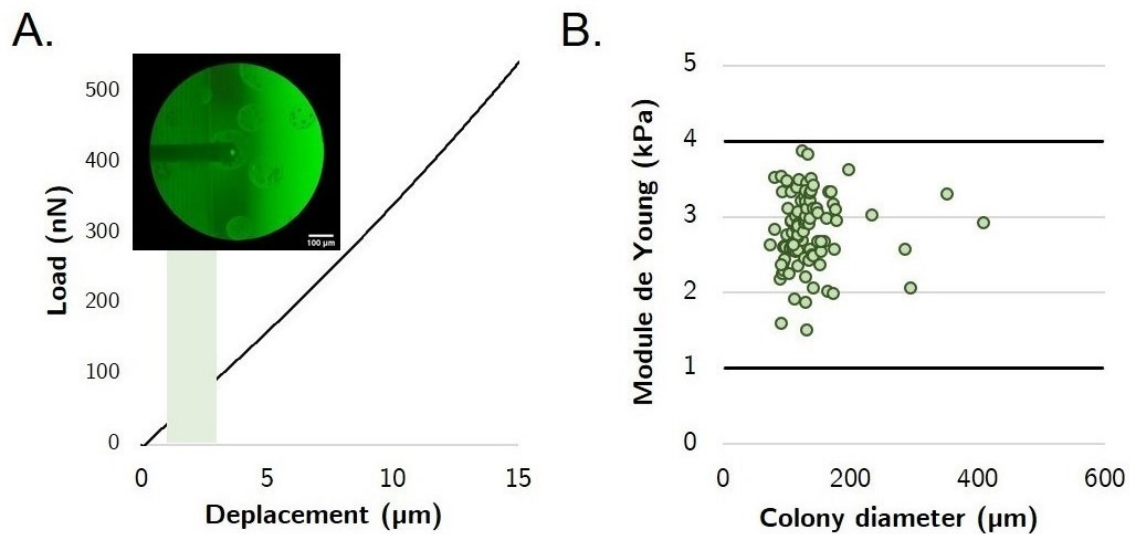 A.
500
400
300
200
100
0
Load (nN)
100 µm
0 5 10 15
Deplacement (µm)
B.
5
4
3
2
1
0
Module de Young (kPa)
0 200 400 600
Colony diameter (µm)